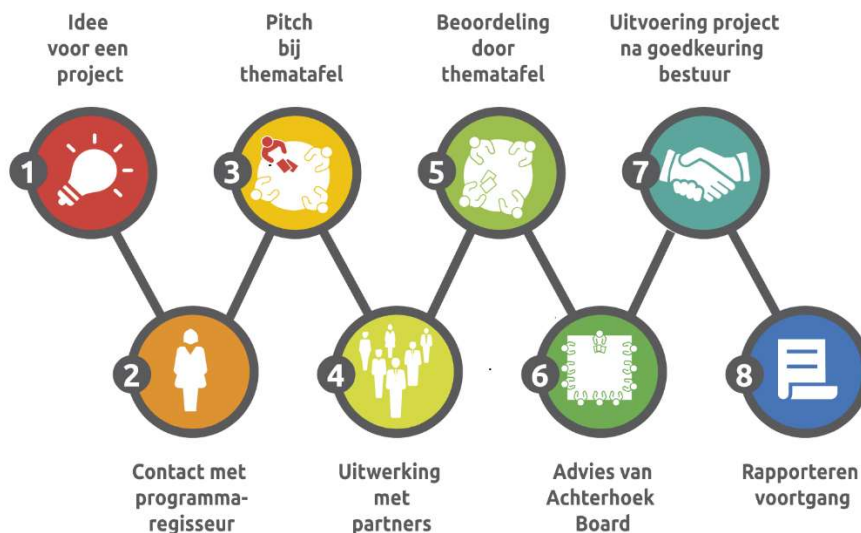 Idee
voor een
project
1
Contact met
programma-
regisseur
2
Pitch
bij
thematafel
3
Uitwerking
met
partners
4
Beoordeling
door
thematafel
5
Advies van
Achterhoek
Board
6
Uitvoering project
na goedkeuring
bestuur
7
Rapporteren
voortgang
8